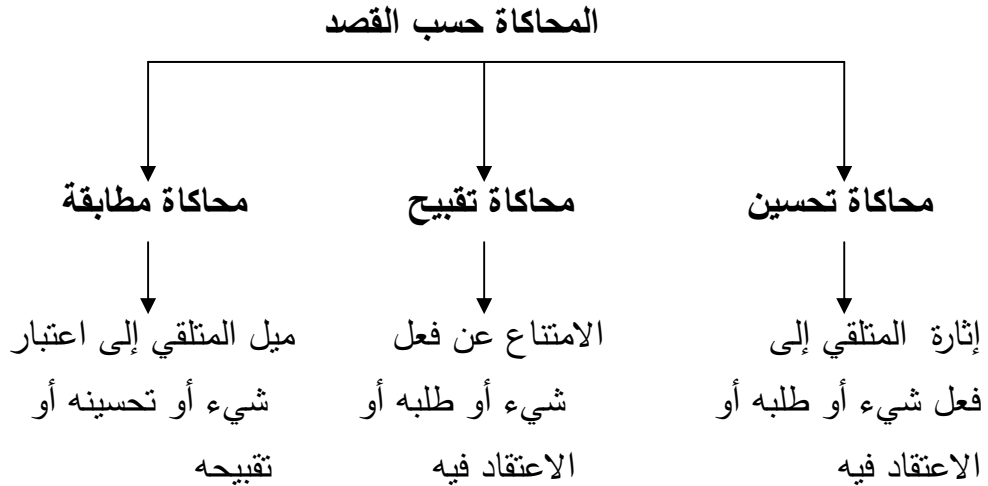 المحاكاة حسب القصد
محاكاة تحسين
محاكاة تقبيح
محاكاة مطابقة
إثارة المتلقي إلى
فعل شيء أو طلبه أو
الاعتقاد فيه
الامتناع عن فعل
شيء أو طلبه أو
الاعتقاد فيه
ميل المتلقي إلى اعتبار
شيء أو تحسينه أو
تقبيحه